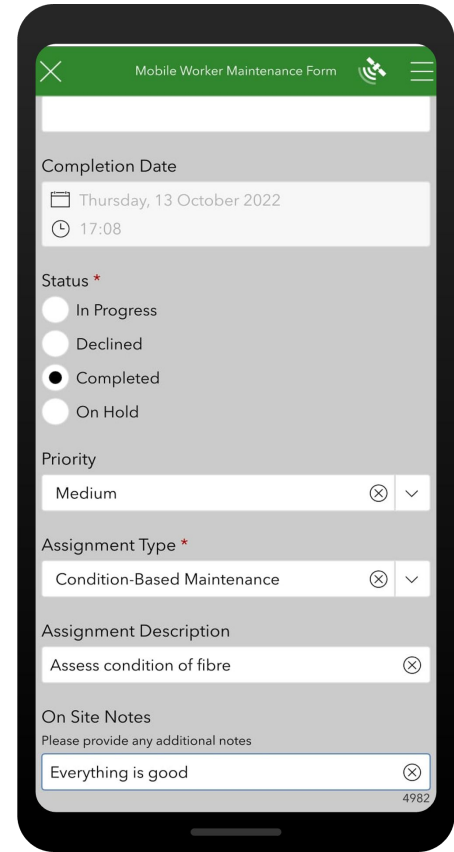 Mobile Worker Maintenance Form
Completion Date
Thursday, 13 October 2022
17:08
Status *
In Progress
Declined
Completed
On Hold
Priority
Medium
Assignment Type *
Condition-Based Maintenance
Assignment Description
Assess condition of fibre
On Site Notes
Please provide any additional notes
Everything is good
4982